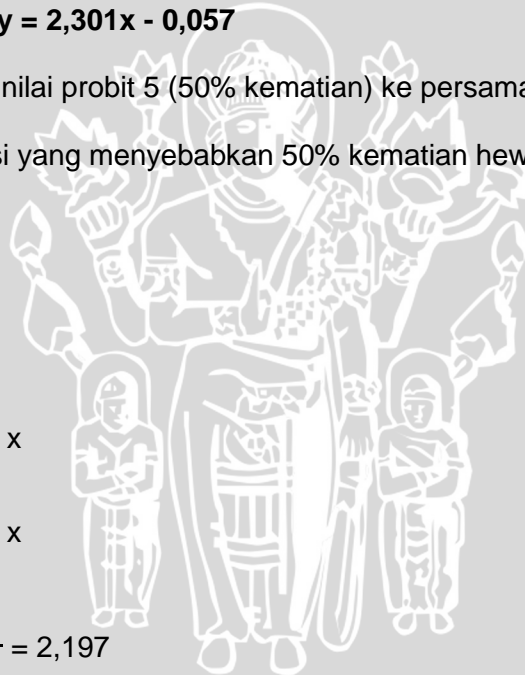 y = 2,301x - 0,057
nilai probit 5 (50% kematian) ke persama
si yang menyebabkan 50% kematian hew
x
x
= 2,197